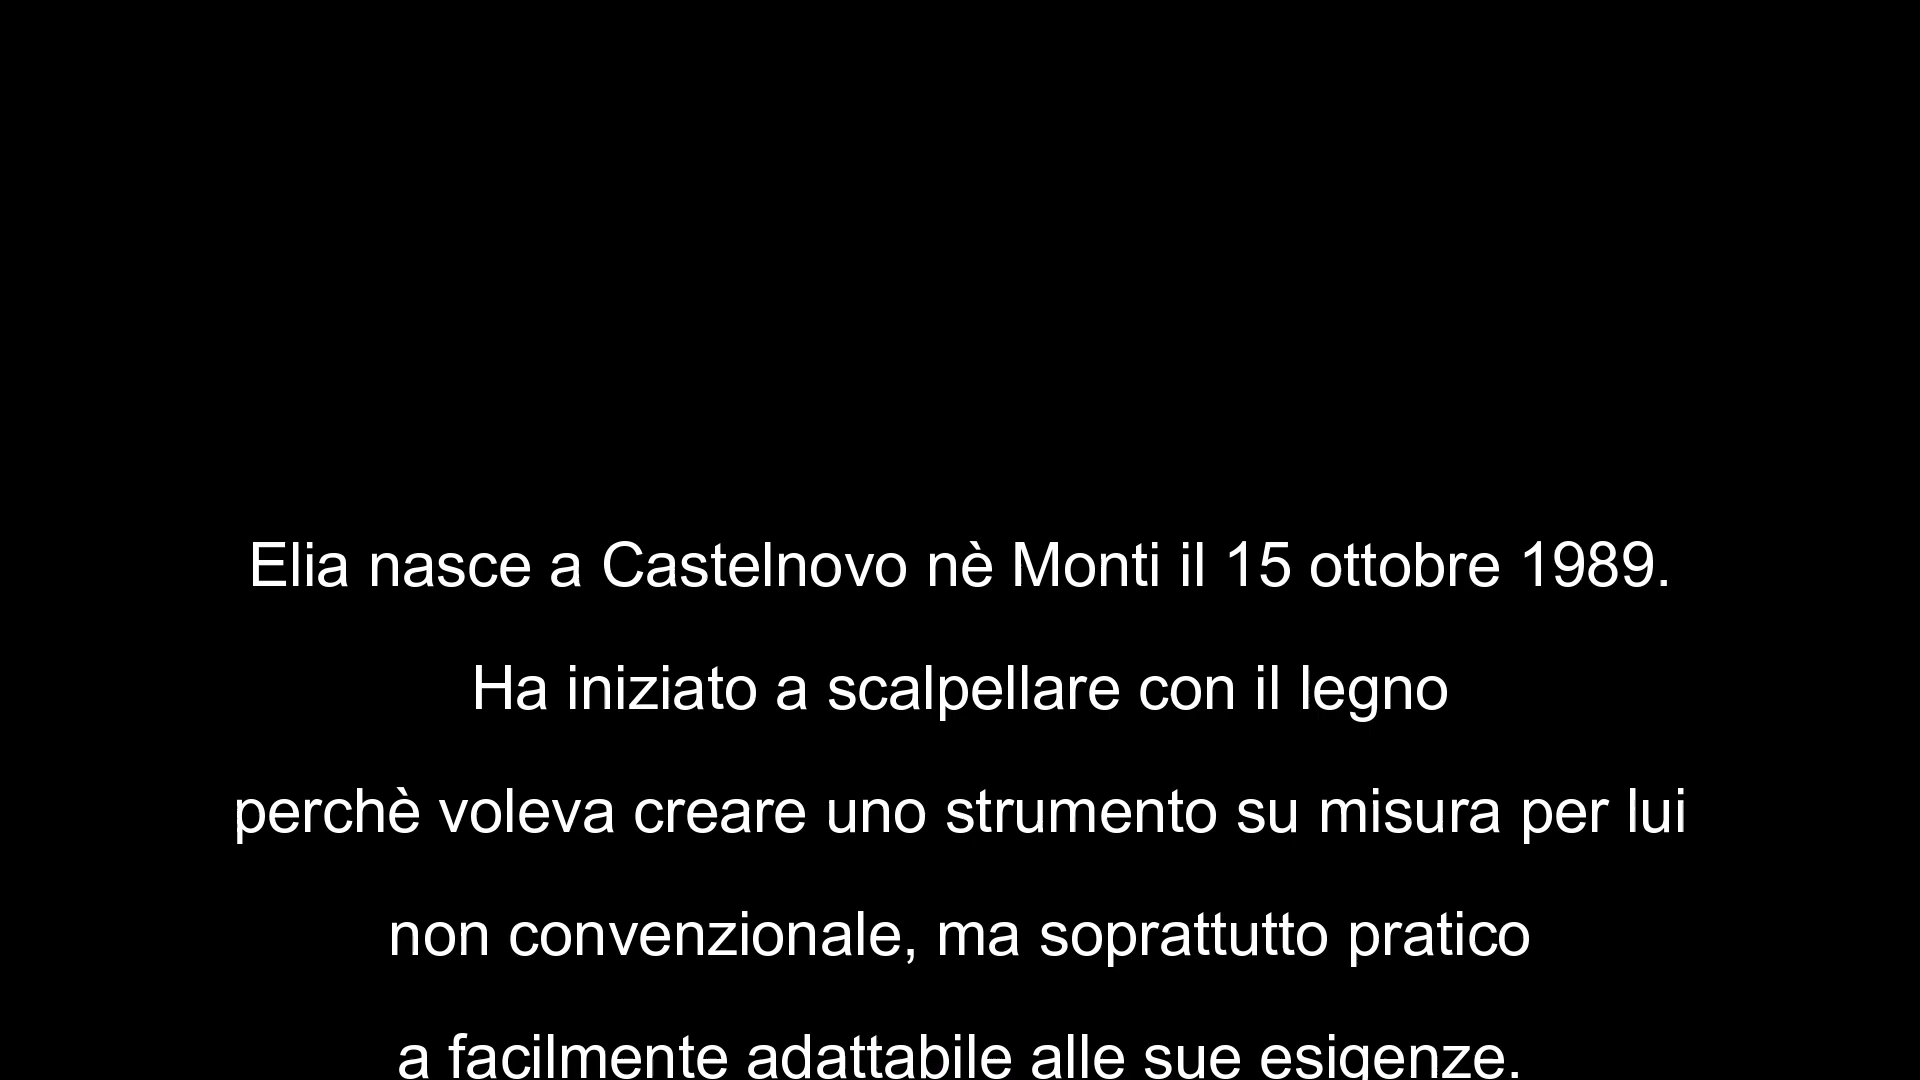 Elia nasce a Castelnovo nè Monti il 15 ottobre 1989.
Ha iniziato a scalpellare con il legno
perchè voleva creare uno strumento su misura per lui
non convenzionale, ma soprattutto pratico
a facilmente adattabile alle sue esigenze.